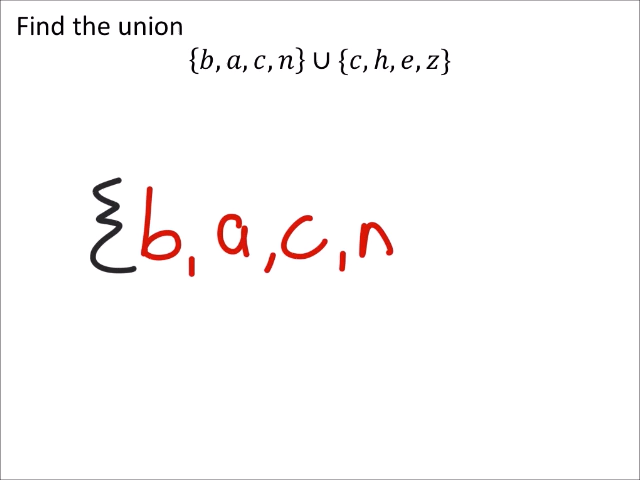 Find the union
{b, a, c, n} ∪ {c, h, e, z}
{b, a, c, n